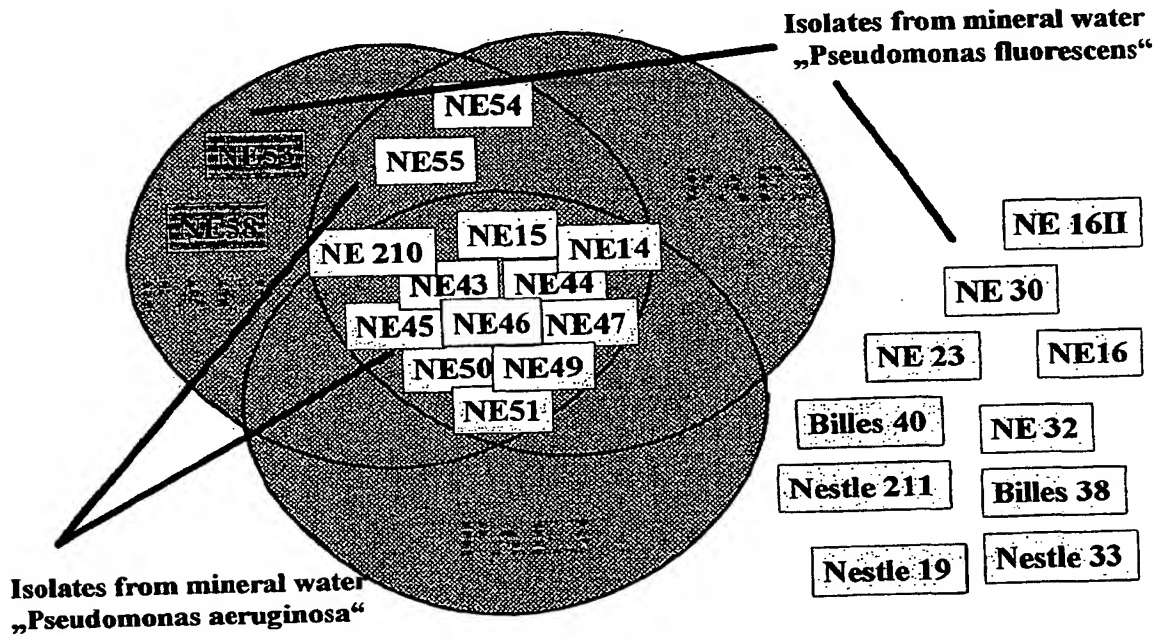 Isolates from mineral water
„Pseudomonas fluorescens“
NE54
NE53
NE55
NE58
NE 16II
NE15
NE 210
NE14
NE43
NE44
NE 30
NE45
NE46
NE47
NE 23
NE16
NE50
NE49
NE51
Billes 40
NE 32
Nestle 211
Billes 38
Nestle 19
Nestle 33
Isolates from mineral water
„Pseudomonas aeruginosa“